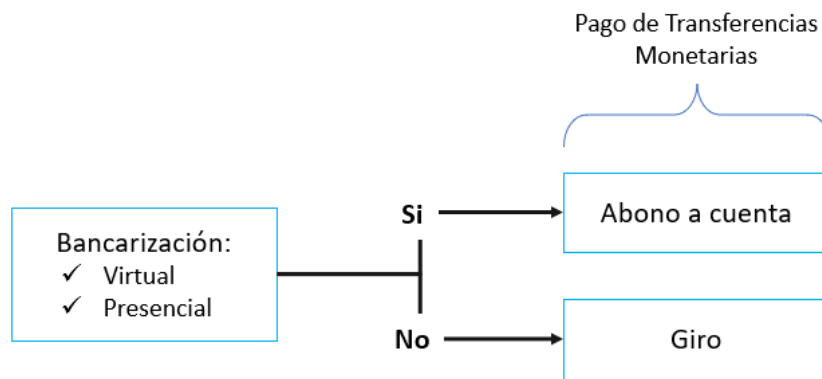 Pago de Transferencias
Monetarias
Si
Abono a cuenta
Bancarización:
✓ Virtual
✓ Presencial
No
Giro